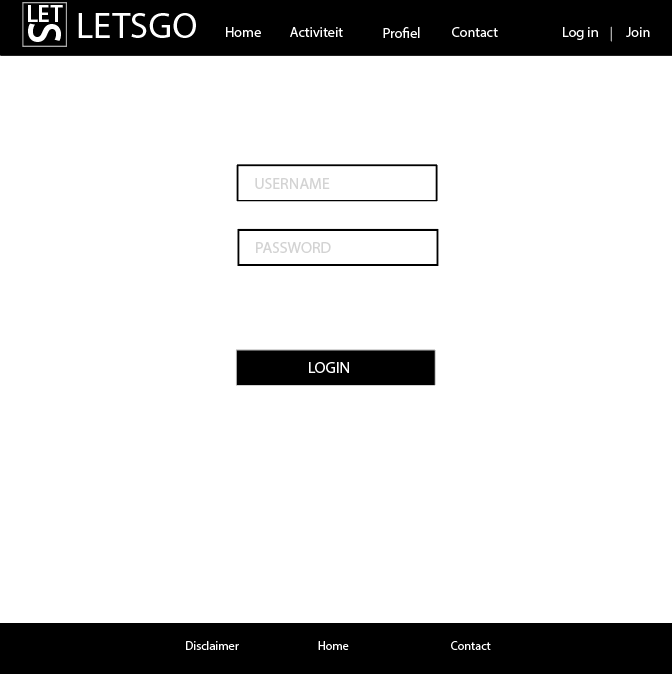 LET
S
LETSGO
Home Activiteit Profiel Contact Log in | Join
USERNAME
PASSWORD
LOGIN
Disclaimer Home Contact